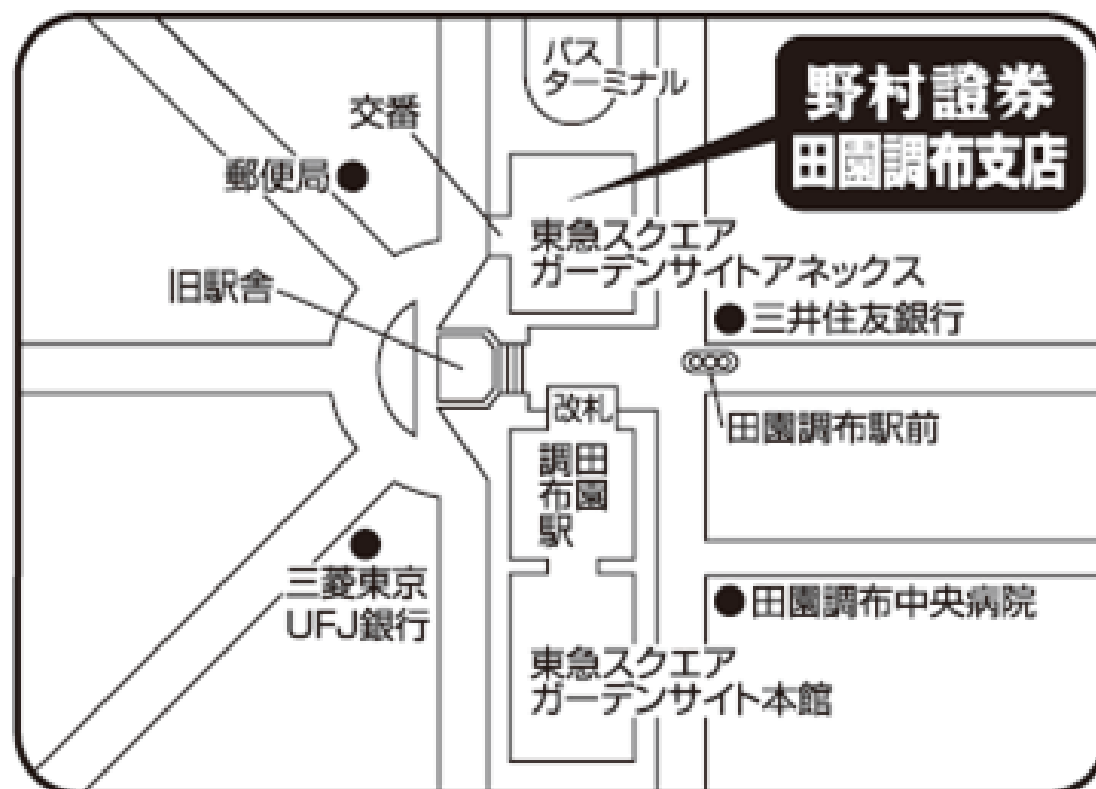 バス
ターミナル
野村證券
田園調布支店
交番
郵便局
東急スクエア
ガーデンサイトアネックス
旧駅舎
三井住友銀行
改札
田園調布駅前
田園
調布
駅
三菱東京
UFJ銀行
田園調布中央病院
東急スクエア
ガーデンサイト本館